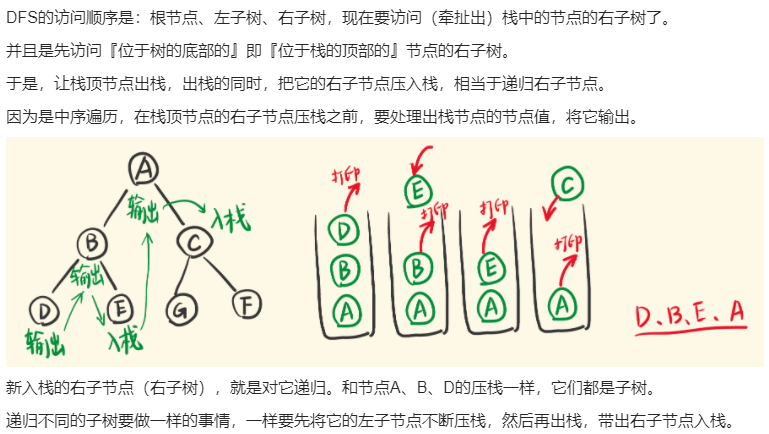 DFS的访问顺序是：根节点、左子树、右子树，现在要访问（牵扯出）栈中的节点的右子树了。
并且是先访问『位于树的底部的』即『位于栈的顶部的』节点的右子树。
于是，让栈顶节点出栈，出栈的同时，把它的右子节点压入栈，相当于递归右子节点。
因为是中序遍历，在栈顶节点的右子节点压栈之前，要处理出栈节点的节点值，将它输出。
A
输出
入栈
B
C
输出
D
E
G
F
输出
入栈
打印
D
B
A
E
打印
B
A
打印
E
A
C
打印
A
D、B、E、A
新入栈的右子节点（右子树），就是对它递归。和节点A、B、D的压栈一样，它们都是子树。
递归不同的子树要做一样的事情，一样要先将它的左子节点不断压栈，然后再出栈，带出右子节点入栈。